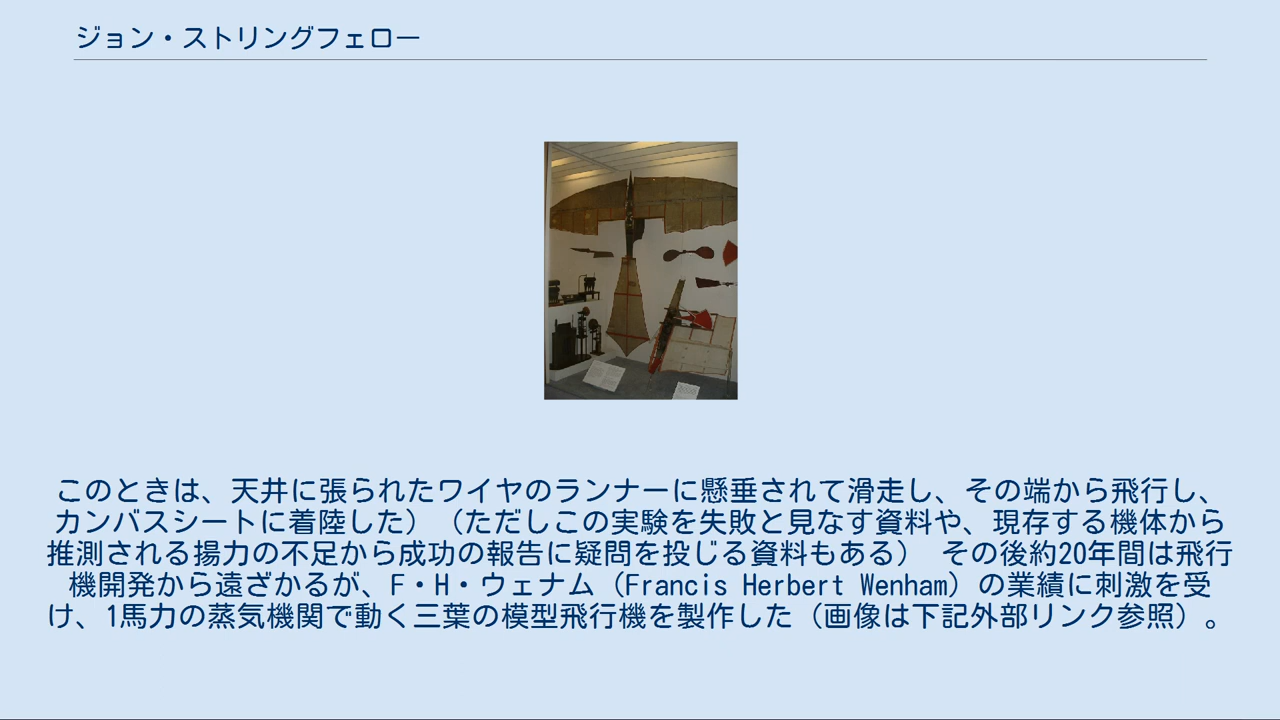 ジョン・ストリングフェロー
このときは、天井に張られたワイヤのランナーに懸垂されて滑走し、その端から飛行し、
カンバスシートに着陸した）（ただしこの実験を失敗と見なす資料や、現存する機体から
推測される揚力の不足から成功の報告に疑問を投じる資料もある） その後約20年間は飛行
機開発から遠ざかるが、F・H・ウェナム（Francis Herbert Wenham）の業績に刺激を受
け、1馬力の蒸気機関で動く三葉の模型飛行機を製作した（画像は下記外部リンク参照）。